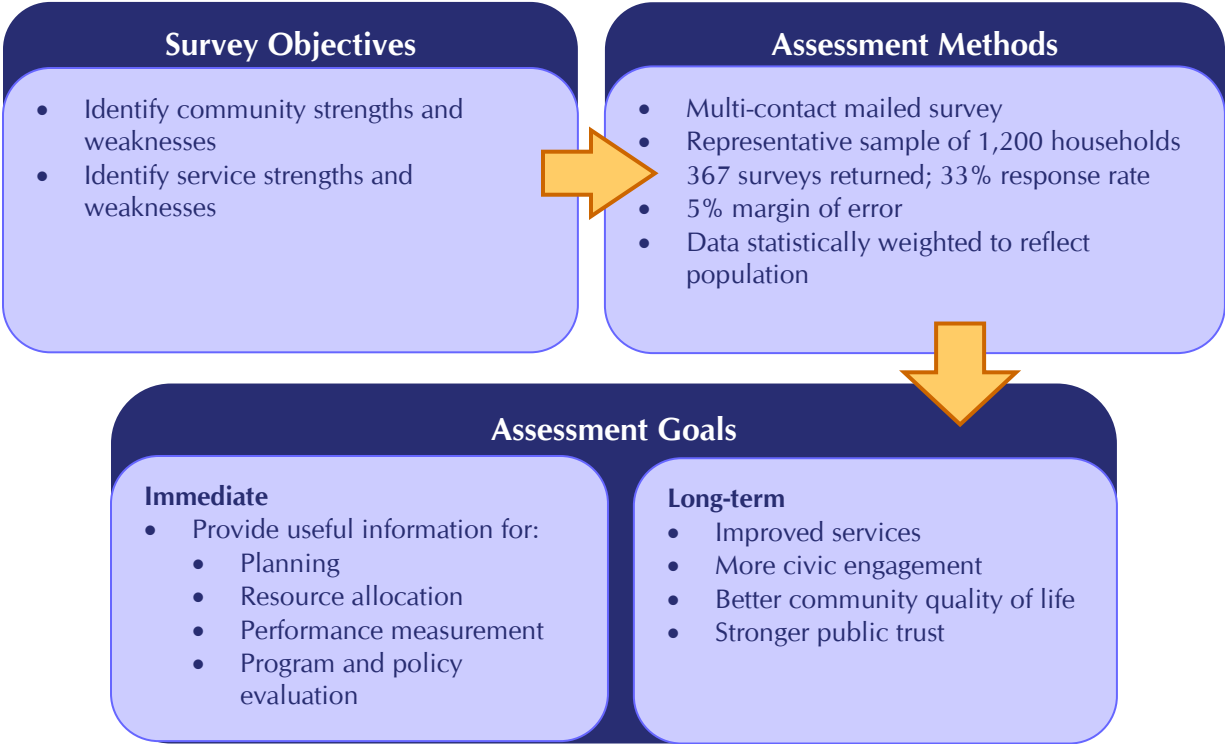 Survey Objectives
• Identify community strengths and
weaknesses
• Identify service strengths and
weaknesses
Assessment Methods
• Multi-contact mailed survey
• Representative sample of 1,200 households
367 surveys returned; 33% response rate
• 5% margin of error
• Data statistically weighted to reflect
population
Assessment Goals
Immediate
• Provide useful information for:
• Planning
• Resource allocation
• Performance measurement
• Program and policy
evaluation
Long-term
• Improved services
• More civic engagement
• Better community quality of life
• Stronger public trust